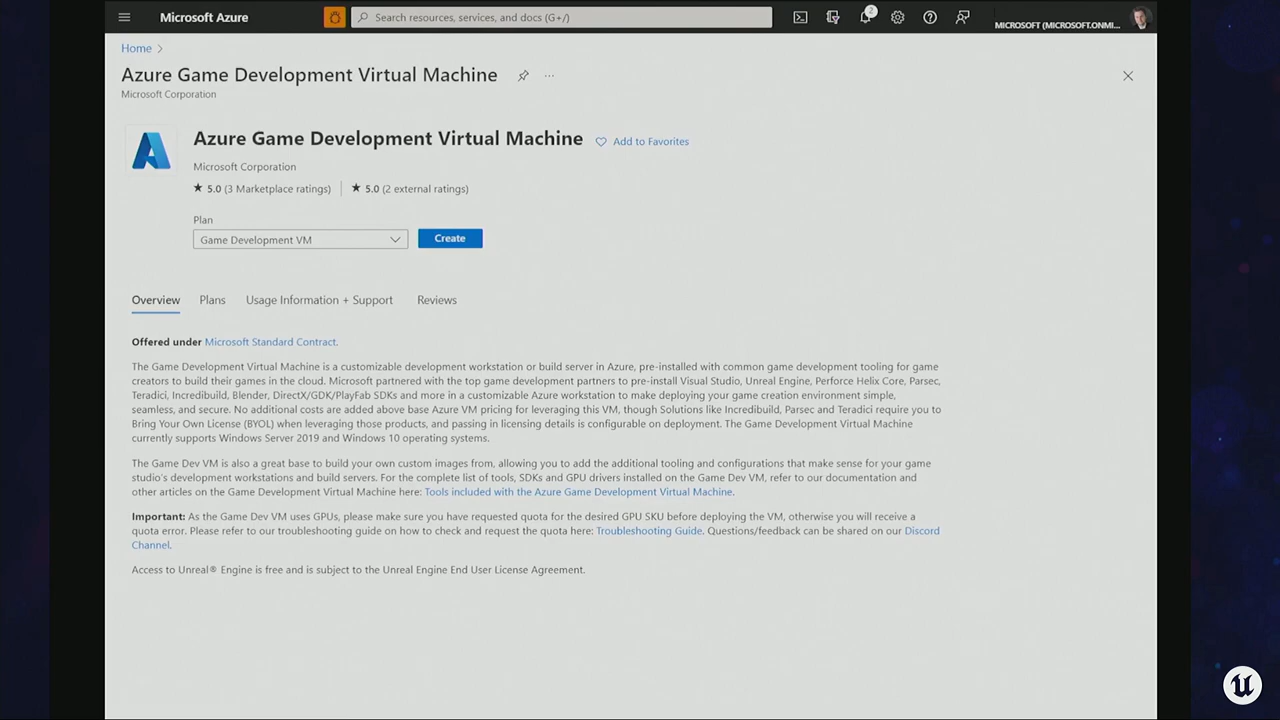 Microsoft Azure
Search resources, services, and docs (G+/)
2
MICROSOFT (MICROSOFT.ONMI...
Home
Azure Game Development Virtual Machine
...
Microsoft Corporation
Azure Game Development Virtual Machine
Add to Favorites
Microsoft Corporation
★ 5.0 (3 Marketplace ratings) | ★ 5.0 (2 external ratings)
Plan
Game Development VM
Create
Overview Plans Usage Information + Support Reviews
Offered under Microsoft Standard Contract.
The Game Development Virtual Machine is a customizable development workstation or build server in Azure, pre-installed with common game development tooling for game
creators to build their games in the cloud. Microsoft partnered with the top game development partners to pre-install Visual Studio, Unreal Engine, Perforce Helix Core, Parsec,
Teradici, Incredibuild, Blender, DirectX/GDK/PlayFab SDKs and more in a customizable Azure workstation to make deploying your game creation environment simple,
seamless, and secure. No additional costs are added above base Azure VM pricing for leveraging this VM, though Solutions like Incredibuild, Parsec and Teradici require you to
Bring Your Own License (BYOL) when leveraging those products, and passing in licensing details is configurable on deployment. The Game Development Virtual Machine
currently supports Windows Server 2019 and Windows 10 operating systems.
The Game Dev VM is also a great base to build your own custom images from, allowing you to add the additional tooling and configurations that make sense for your game
studio's development workstations and build servers. For the complete list of tools, SDKs and GPU drivers installed on the Game Dev VM, refer to our documentation and
other articles on the Game Development Virtual Machine here: Tools included with the Azure Game Development Virtual Machine.
Important: As the Game Dev VM uses GPUs, please make sure you have requested quota for the desired GPU SKU before deploying the VM, otherwise you will receive a
quota error. Please refer to our troubleshooting guide on how to check and request the quota here: Troubleshooting Guide. Questions/feedback can be shared on our Discord
Channel.
Access to Unreal® Engine is free and is subject to the Unreal Engine End User License Agreement.